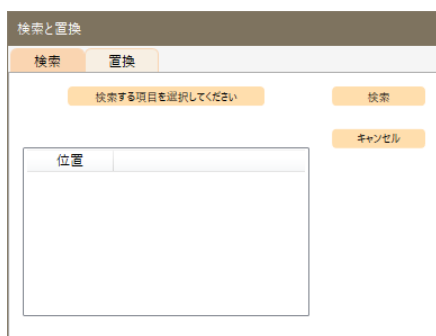 検索と置換
検索 置換
検索する項目を選択してください 検索
キャンセル
位置